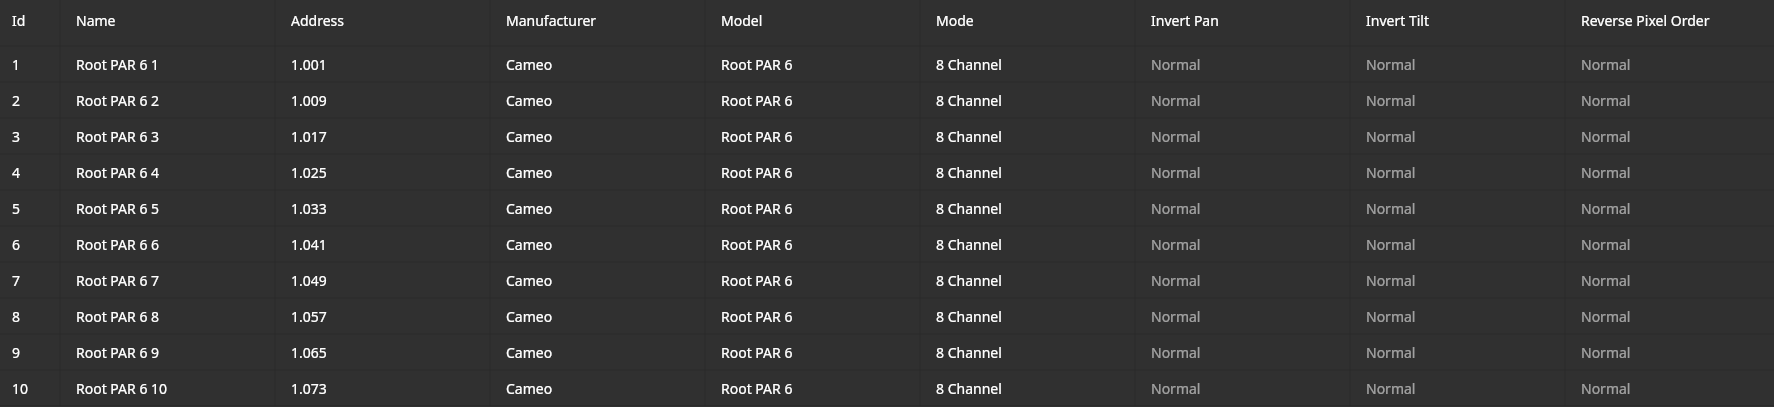 Id Name Address Manufacturer Model Mode Invert Pan Invert Tilt Reverse Pixel Order
1 Root PAR 6 1 1.001 Cameo Root PAR 6 8 Channel Normal Normal Normal
2 Root PAR 6 2 1.009 Cameo Root PAR 6 8 Channel Normal Normal Normal
3 Root PAR 6 3 1.017 Cameo Root PAR 6 8 Channel Normal Normal Normal
4 Root PAR 6 4 1.025 Cameo Root PAR 6 8 Channel Normal Normal Normal
5 Root PAR 6 5 1.033 Cameo Root PAR 6 8 Channel Normal Normal Normal
6 Root PAR 6 6 1.041 Cameo Root PAR 6 8 Channel Normal Normal Normal
7 Root PAR 6 7 1.049 Cameo Root PAR 6 8 Channel Normal Normal Normal
8 Root PAR 6 8 1.057 Cameo Root PAR 6 8 Channel Normal Normal Normal
9 Root PAR 6 9 1.065 Cameo Root PAR 6 8 Channel Normal Normal Normal
10 Root PAR 6 10 1.073 Cameo Root PAR 6 8 Channel Normal Normal Normal